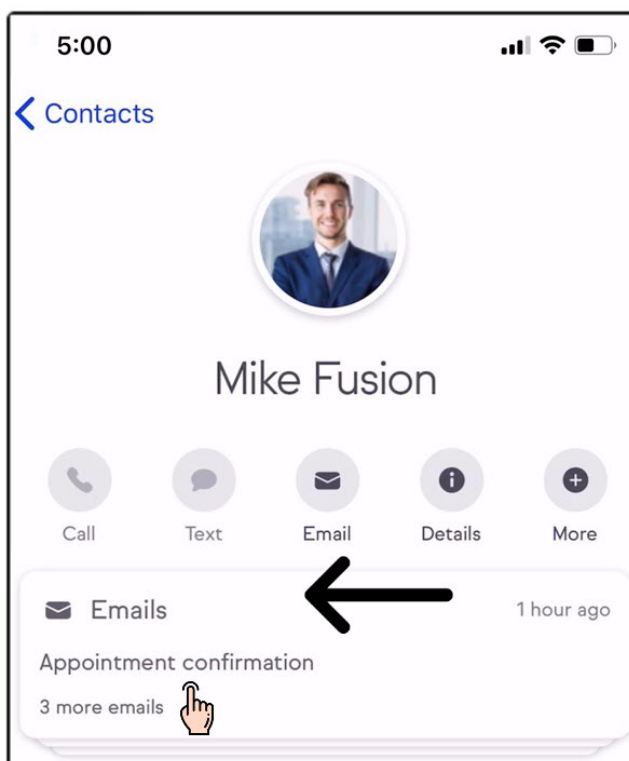 5:00
Contacts
Mike Fusion
Call Text Email Details More
Emails 1 hour ago
Appointment confirmation
3 more emails